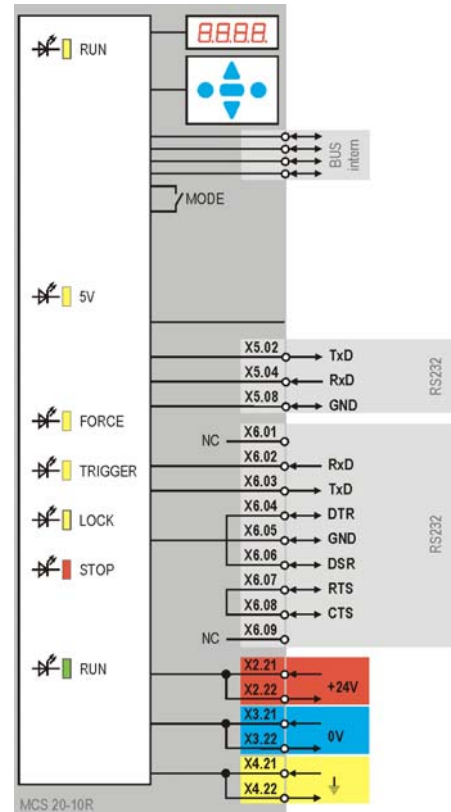 8.8.8.8.
RUN
BUS
intern
MODE
5V
X5.02 TxD
X5.04 RxD
X5.08 GND
RS232
FORCE
NC X6.01
TRIGGER
X6.02 RxD
X6.03 TxD
LOCK
X6.04 DTR
X6.05 GND
X6.06 DSR
RS232
STOP
X6.07 RTS
X6.08 CTS
NC X6.09
RUN
X2.21
X2.22
+24V
X3.21
X3.22
0V
X4.21
X4.22
MCS 20-10R